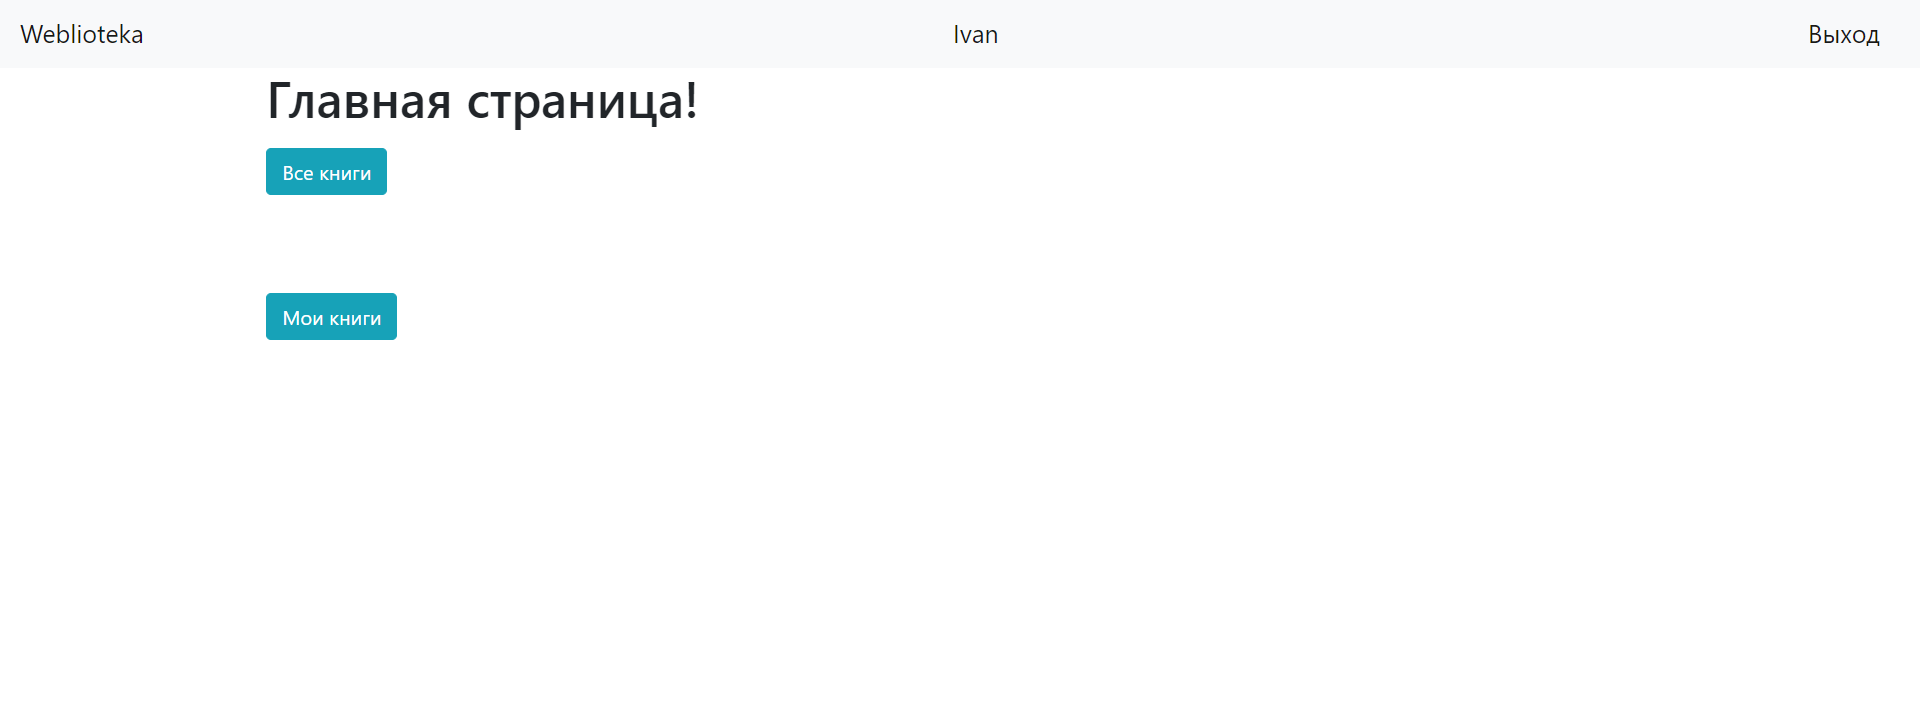 Weblioteka Ivan Выход
Главная страница!
Все книги
Мои книги